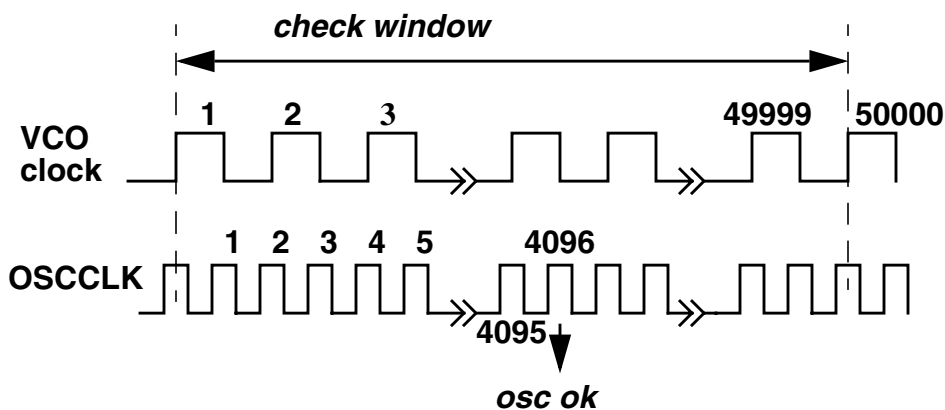 check window
1 2 3 49999 50000
VCO
clock
1 2 3 4 5 4096
OSCCLK
4095
osc ok